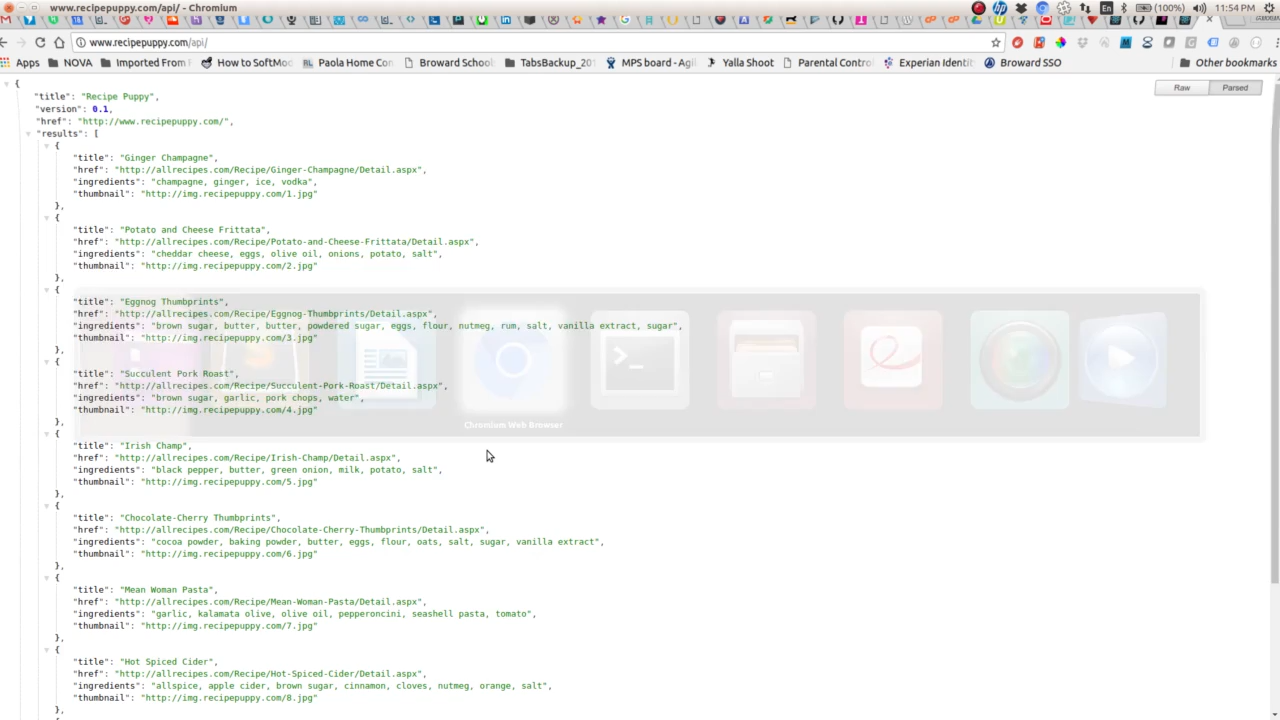 www.recipepuppy.com/api/ - Chromium
En
(100%)
11:54 PM
www.recipepuppy.com/api/
Apps
NOVA
Imported From F
How to SoftMod
Paola Home Con
Broward School
TabsBackup_201
MPS board - Agil
Yalla Shoot
Parental Contro
Experian Identit
Broward SSO
Other bookmarks
Raw
Parsed
{
"title": "Recipe Puppy",
"version": 0.1,
"href": "http://www.recipepuppy.com/",
"results": [
{
"title": "Ginger Champagne",
"href": "http://allrecipes.com/Recipe/Ginger-Champagne/Detail.aspx",
"ingredients": "champagne, ginger, ice, vodka",
"thumbnail": "http://img.recipepuppy.com/1.jpg"
},
{
"title": "Potato and Cheese Frittata",
"href": "http://allrecipes.com/Recipe/Potato-and-Cheese-Frittata/Detail.aspx",
"ingredients": "cheddar cheese, eggs, olive oil, onions, potato, salt",
"thumbnail": "http://img.recipepuppy.com/2.jpg"
},
{
"title": "Eggnog Thumbprints",
"href": "http://allrecipes.com/Recipe/Eggnog-Thumbprints/Detail.aspx",
"ingredients": "brown sugar, butter, butter, powdered sugar, eggs, flour, nutmeg, rum, salt, vanilla extract, sugar",
"thumbnail": "http://img.recipepuppy.com/3.jpg"
},
{
"title": "Succulent Pork Roast",
"href": "http://allrecipes.com/Recipe/Succulent-Pork-Roast/Detail.aspx",
"ingredients": "brown sugar, garlic, pork chops, water",
"thumbnail": "http://img.recipepuppy.com/4.jpg"
},
Chromium Web Browser
{
"title": "Irish Champ",
"href": "http://allrecipes.com/Recipe/Irish-Champ/Detail.aspx",
"ingredients": "black pepper, butter, green onion, milk, potato, salt",
"thumbnail": "http://img.recipepuppy.com/5.jpg"
},
{
"title": "Chocolate-Cherry Thumbprints",
"href": "http://allrecipes.com/Recipe/Chocolate-Cherry-Thumbprints/Detail.aspx",
"ingredients": "cocoa powder, baking powder, butter, eggs, flour, oats, salt, sugar, vanilla extract",
"thumbnail": "http://img.recipepuppy.com/6.jpg"
},
{
"title": "Mean Woman Pasta",
"href": "http://allrecipes.com/Recipe/Mean-Woman-Pasta/Detail.aspx",
"ingredients": "garlic, kalamata olive, olive oil, pepperoncini, seashell pasta, tomato",
"thumbnail": "http://img.recipepuppy.com/7.jpg"
},
{
"title": "Hot Spiced Cider",
"href": "http://allrecipes.com/Recipe/Hot-Spiced-Cider/Detail.aspx",
"ingredients": "allspice, apple cider, brown sugar, cinnamon, cloves, nutmeg, orange, salt",
"thumbnail": "http://img.recipepuppy.com/8.jpg"
},